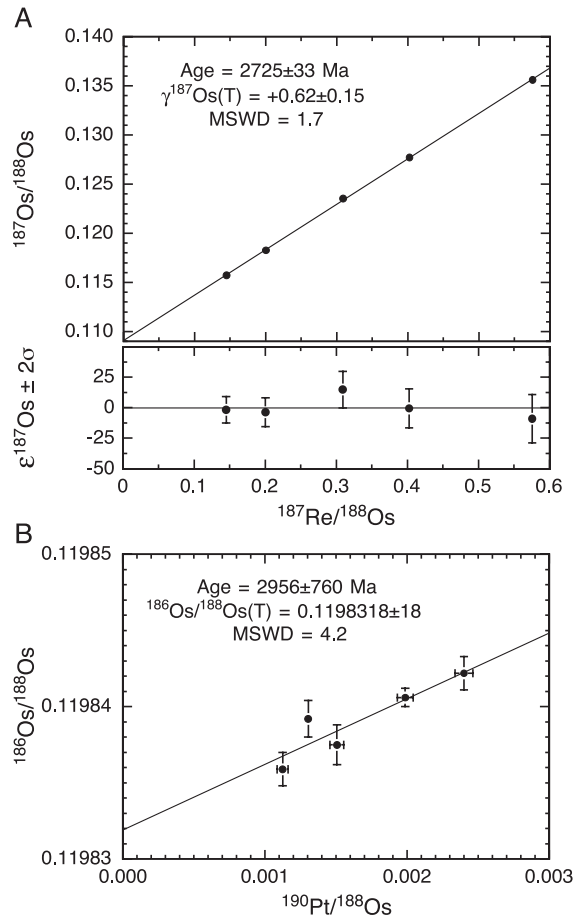 A
0.140
Age = 2725±33 Ma
γ187Os(T) = +0.62±0.15
MSWD = 1.7
0.135
0.130
0.125
0.120
0.115
0.110
187Os/188Os
25
0
-25
-50
ε187Os ± 2σ
0 0.1 0.2 0.3 0.4 0.5 0.6
187Re/188Os
B
0.11985
Age = 2956±760 Ma
186Os/188Os(T) = 0.1198318±18
MSWD = 4.2
0.11984
0.11983
186Os/188Os
0.000 0.001 0.002 0.003
190Pt/188Os